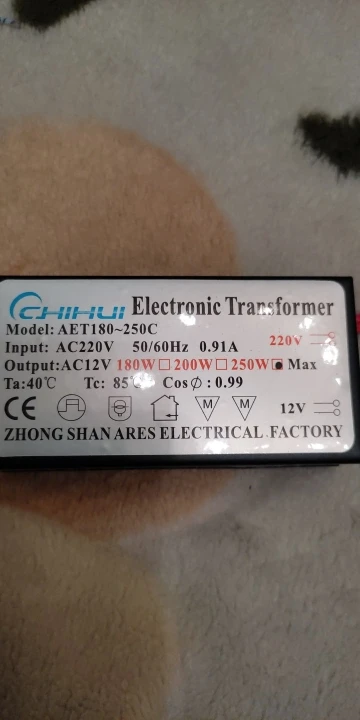 CHIHUI Electronic Transformer
Model: AET180~250C
Input: AC220V 50/60Hz 0.91A 220V
Output:AC12V 180W□ 200W□ 250W▣ Max
Ta:40℃ Tc: 85℃ Cos∅ : 0.99
CE M M 12V
ZHONG SHAN ARES ELECTRICAL FACTORY